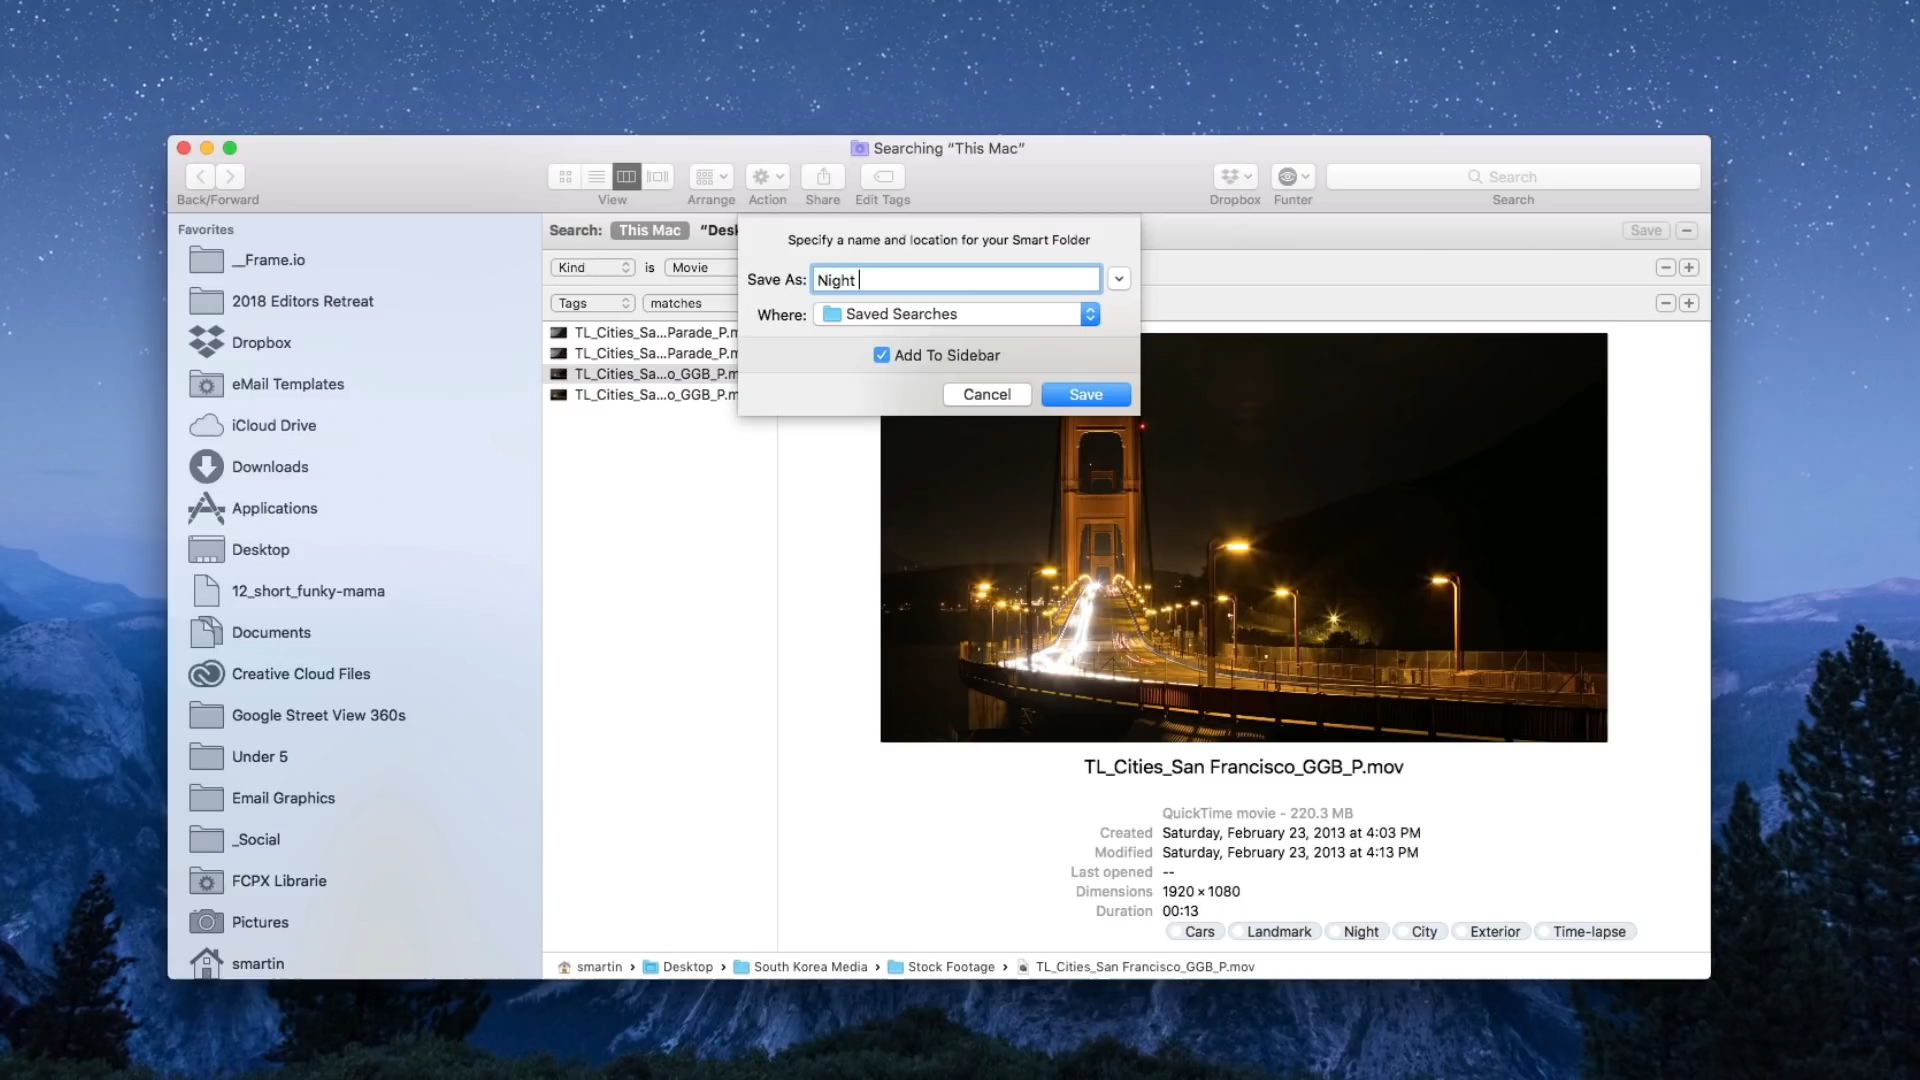 Searching “This Mac”
Search
Back/Forward
View
Arrange
Action
Share
Edit Tags
Dropbox
Funter
Search
Favorites
__Frame.io
2018 Editors Retreat
Dropbox
eMail Templates
iCloud Drive
Downloads
Applications
Desktop
12_short_funky-mama
Documents
Creative Cloud Files
Google Street View 360s
Under 5
Email Graphics
_Social
FCPX Librarie
Pictures
smartin
Search: This Mac “Desk
Save
Kind is Movie
Tags matches
TL_Cities_Sa...Parade_P.m
TL_Cities_Sa...Parade_P.m
TL_Cities_Sa...o_GGB_P.m
TL_Cities_Sa...o_GGB_P.m
Specify a name and location for your Smart Folder
Save As: Night
Where: Saved Searches
Add To Sidebar
Cancel Save
TL_Cities_San Francisco_GGB_P.mov
QuickTime movie - 220.3 MB
Created Saturday, February 23, 2013 at 4:03 PM
Modified Saturday, February 23, 2013 at 4:13 PM
Last opened --
Dimensions 1920 × 1080
Duration 00:13
Cars Landmark Night City Exterior Time-lapse
smartin › Desktop › South Korea Media › Stock Footage › TL_Cities_San Francisco_GGB_P.mov